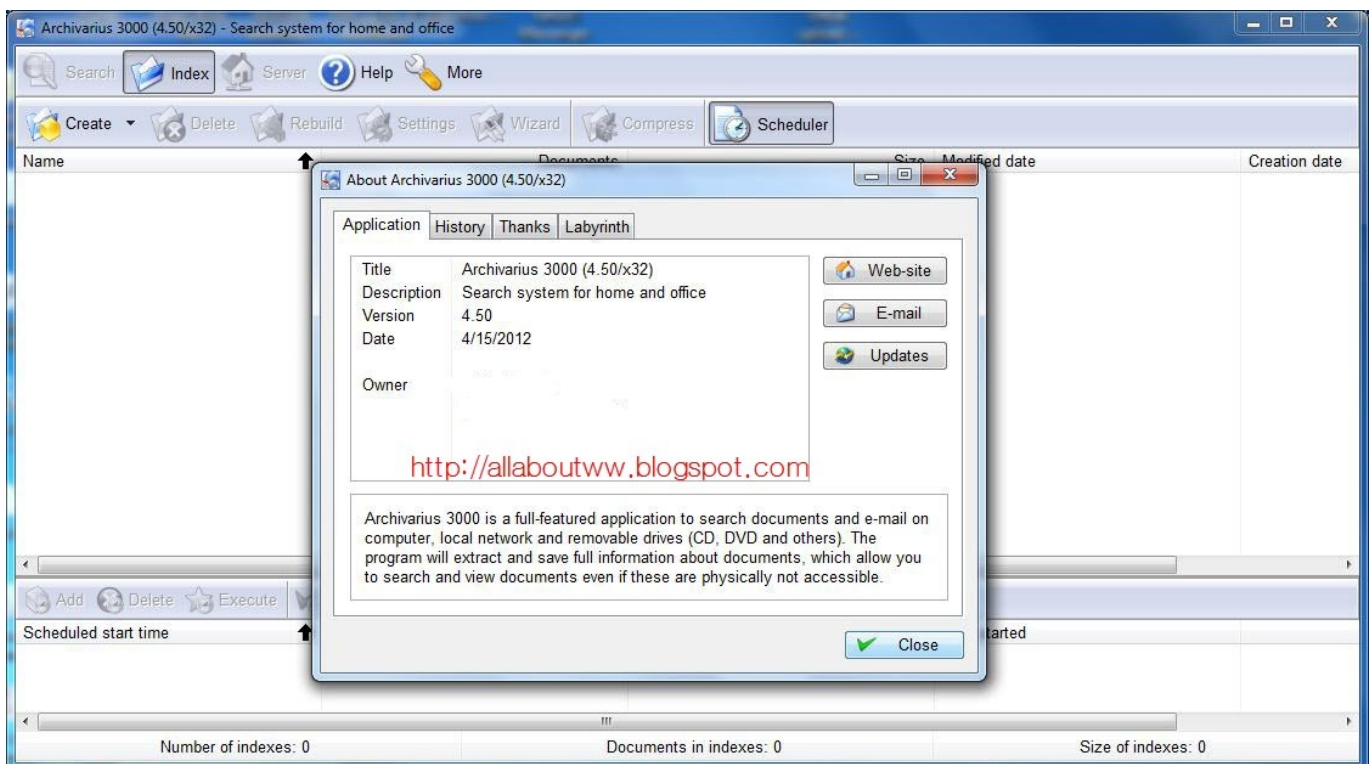 Archivarius 3000 (4.50/x32) - Search system for home and office
Search Index Server Help More
Create Delete Rebuild Settings Wizard Compress Scheduler
Name Documents Size Modified date Creation date
About Archivarius 3000 (4.50/x32)
Application History Thanks Labyrinth
Title Archivarius 3000 (4.50/x32)
Description Search system for home and office
Version 4.50
Date 4/15/2012
Owner
Web-site
E-mail
Updates
http://allaboutww.blogspot.com
Archivarius 3000 is a full-featured application to search documents and e-mail on
computer, local network and removable drives (CD, DVD and others). The
program will extract and save full information about documents, which allow you
to search and view documents even if these are physically not accessible.
Close
Add Delete Execute
Scheduled start time tarted
Number of indexes: 0 Documents in indexes: 0 Size of indexes: 0